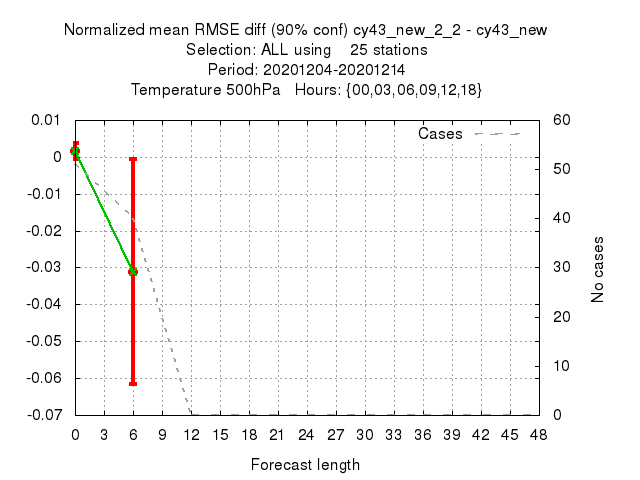 Normalized mean RMSE diff (90% conf) cy43_new_2_2 - cy43_new
Selection: ALL using    25 stations
Period: 20201204-20201214
Temperature 500hPa   Hours: {00,03,06,09,12,18}
Cases
0.01
0
-0.01
-0.02
-0.03
-0.04
-0.05
-0.06
-0.07
60
50
40
30
20
10
0
No cases
0 3 6 9 12 15 18 21 24 27 30 33 36 39 42 45 48
Forecast length